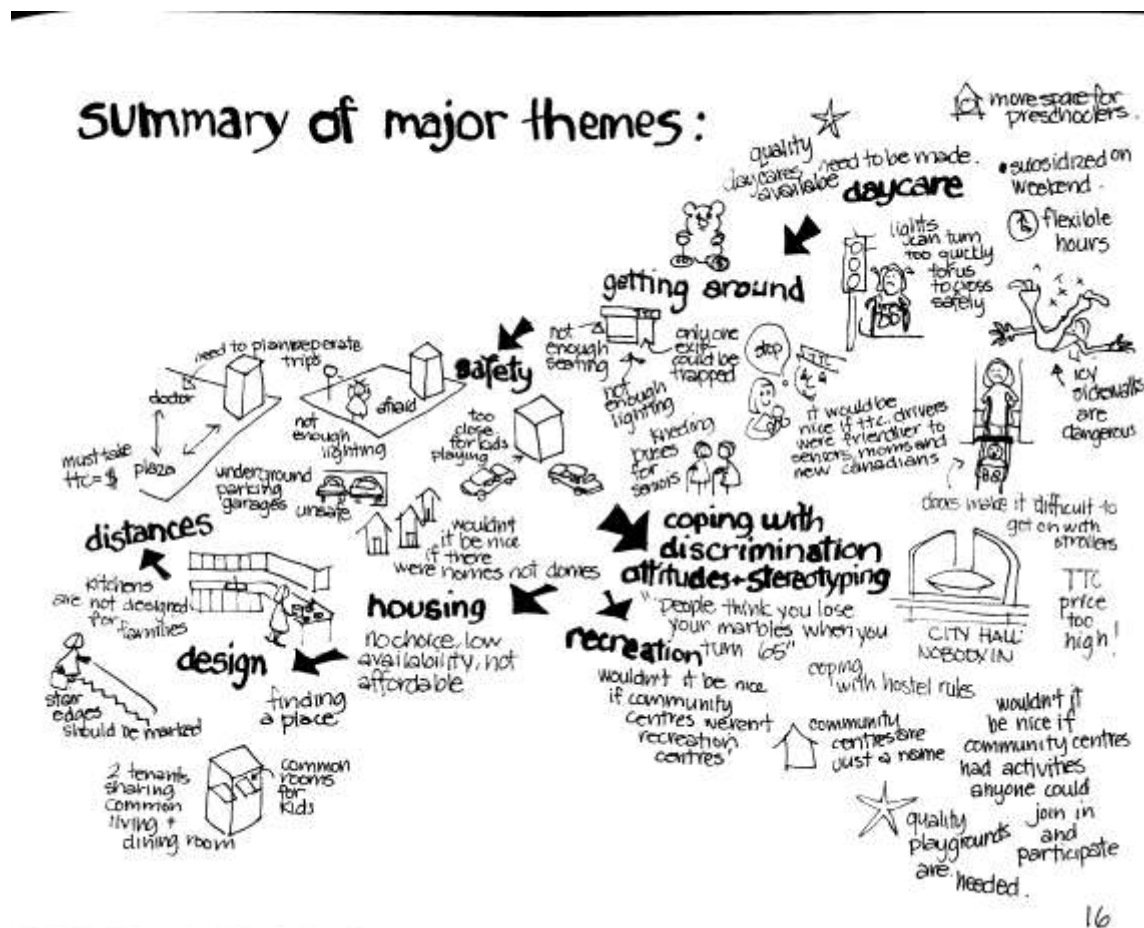 summary of major themes:
more space for
preschoolers.
quality
daycares need to be made.
available
daycare
• subsidized on
weekend.
flexible
hours
lights
can turn
too quickly
for us
to cross
safely
getting around
not
enough
seating
not
enough
lighting
only one
exit
could be
trapped
stop
TTC
it would be
nice if ttc. drivers
were friendlier to
seniors, moms and
new canadians
kneeling
buses
for
seniors
icy
sidewalks
are
dangerous
doors make it difficult to
get on with
strollers
TTC
price
too
high!
safety
need to plan
trips
doctor
must take
ttc = $
plaza
afraid
not
enough
lighting
too
close
for kids
playing
underground
parking
garages
unsafe
distances
wouldn't
it be nice
if there
were homes not domes
coping with
discrimination
attitudes + stereotyping
"People think you lose
your marbles when you
turn 65"
CITY HALL
NOBODY IN
coping
with hostel rules
housing
no choice, low
availability, not
affordable
finding
a place
kitchens
are not designed
for families
design
stair
edges
should be marked
2 tenants
sharing
common
living +
dining room
common
rooms
for
kids
recreation
wouldn't it be nice
if community
centres weren't
recreation
centres'
community
centres are
just a name
wouldn't it
be nice if
community centres
had activities
anyone could
join in
and
participate
quality
playgrounds
are
needed.
16